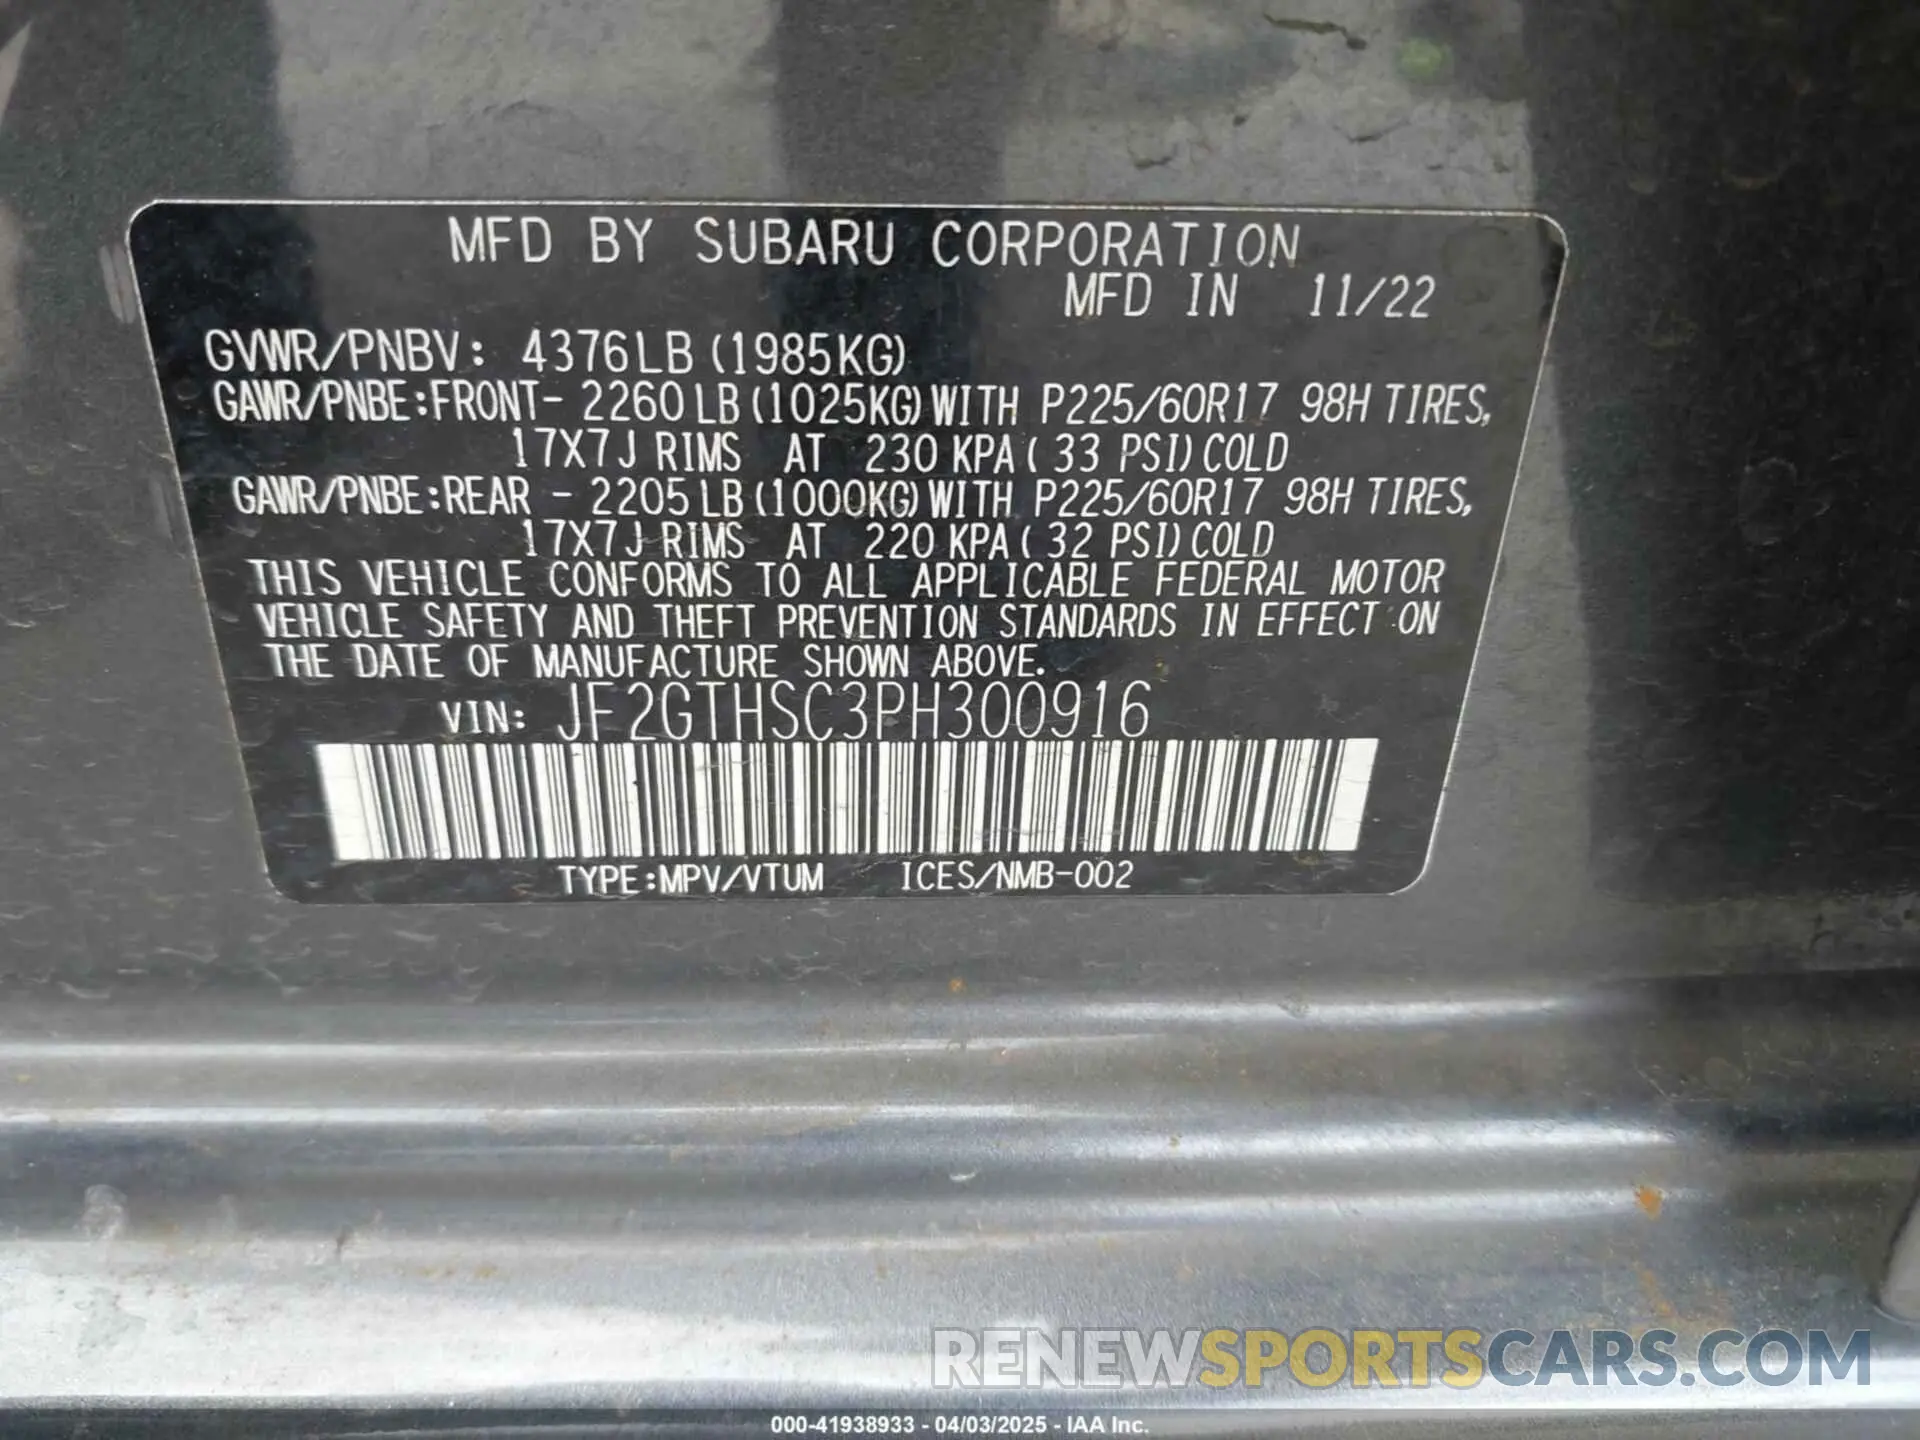 MFD BY SUBARU CORPORATION
MFD IN 11/22
GVWR/PNBV: 4376LB (1985KG)
GAWR/PNBE:FRONT- 2260LB (1025KG) WITH P225/60R17 98H TIRES,
17X7J RIMS AT 230 KPA ( 33 PSI) COLD
GAWR/PNBE:REAR - 2205LB (1000KG) WITH P225/60R17 98H TIRES,
17X7J RIMS AT 220 KPA ( 32 PSI) COLD
THIS VEHICLE CONFORMS TO ALL APPLICABLE FEDERAL MOTOR
VEHICLE SAFETY AND THEFT PREVENTION STANDARDS IN EFFECT ON
THE DATE OF MANUFACTURE SHOWN ABOVE.
VIN: JF2GTHSC3PH300916
TYPE:MPV/VTUM ICES/NMB-002
RENEWSPORTSCARS.COM
000-41938933 - 04/03/2025 - IAA Inc.